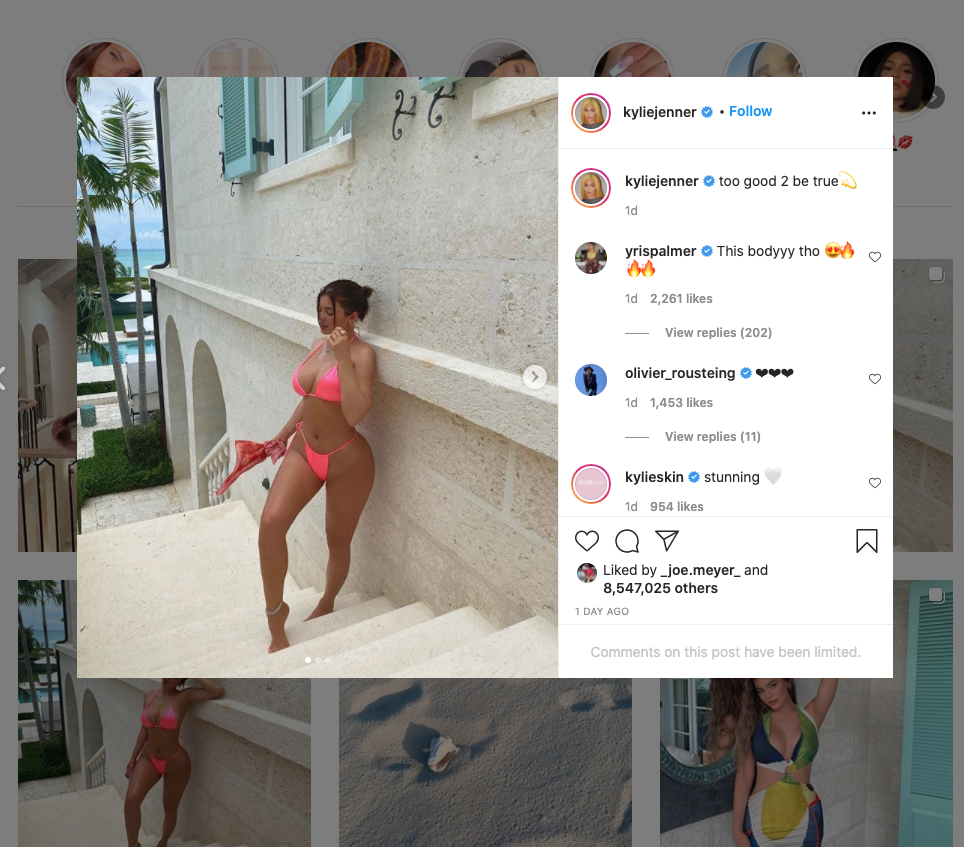 kyliejenner • Follow
kyliejenner too good 2 be true💫
1d
yrispalmer This bodyyy tho 😍🔥
🔥🔥
1d 2,261 likes
View replies (202)
olivier_rousteing ❤❤❤
1d 1,453 likes
View replies (11)
kylieskin stunning 🤍
1d 954 likes
Liked by _joe.meyer_ and
8,547,025 others
1 DAY AGO
Comments on this post have been limited.